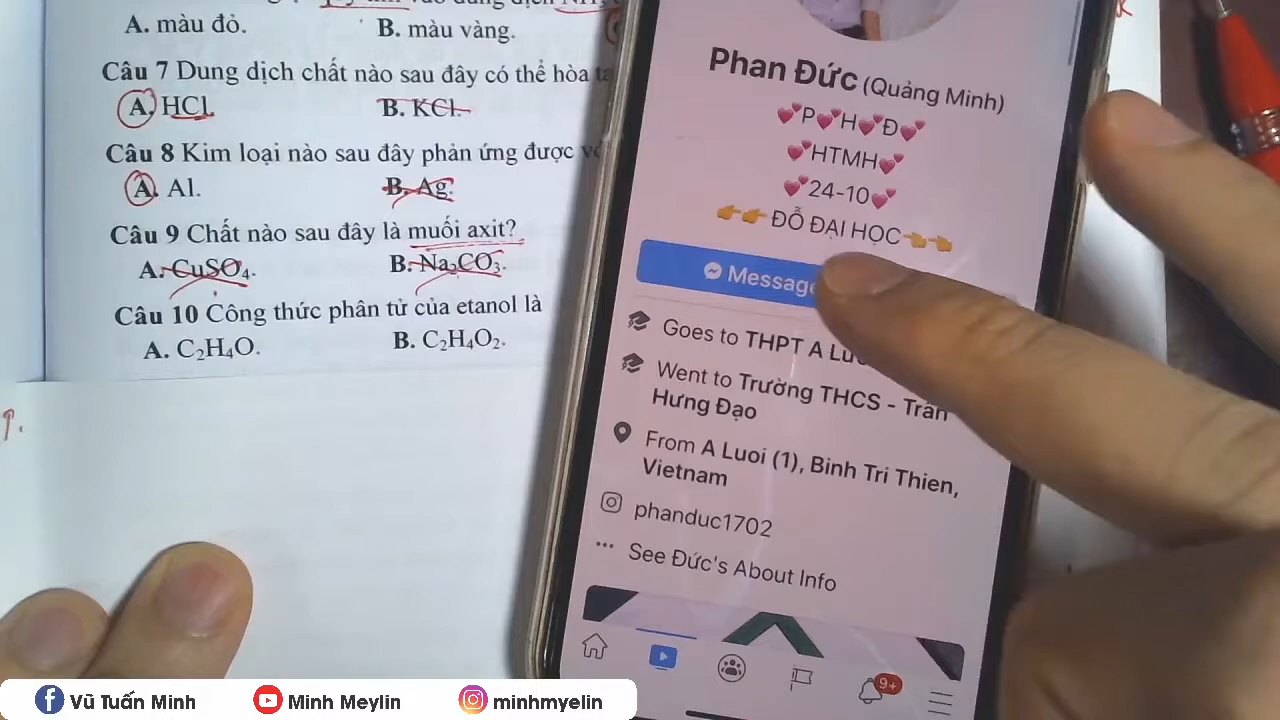 vào dung dịch
A. màu đỏ. B. màu vàng.
Câu 7 Dung dịch chất nào sau đây có thể hòa
A. HCl. B. KCl.
Câu 8 Kim loại nào sau đây phản ứng được
A. Al. B. Ag.
Câu 9 Chất nào sau đây là muối axit?
A. CuSO₄. B. Na₂CO₃.
Câu 10 Công thức phân tử của etanol là
A. C₂H₄O. B. C₂H₄O₂.
Phan Đức (Quảng Minh)
💕P💕H💕Đ💕
💕HTMH💕
💕24-10💕
👉👉ĐỖ ĐẠI HỌC👈👈
Message
Goes to THPT A
Went to Trường THCS - Trần
Hưng Đạo
From A Luoi (1), Binh Tri Thien,
Vietnam
phanduc1702
See Đức's About Info
9+
Vũ Tuấn Minh Minh Meylin minhmyelin